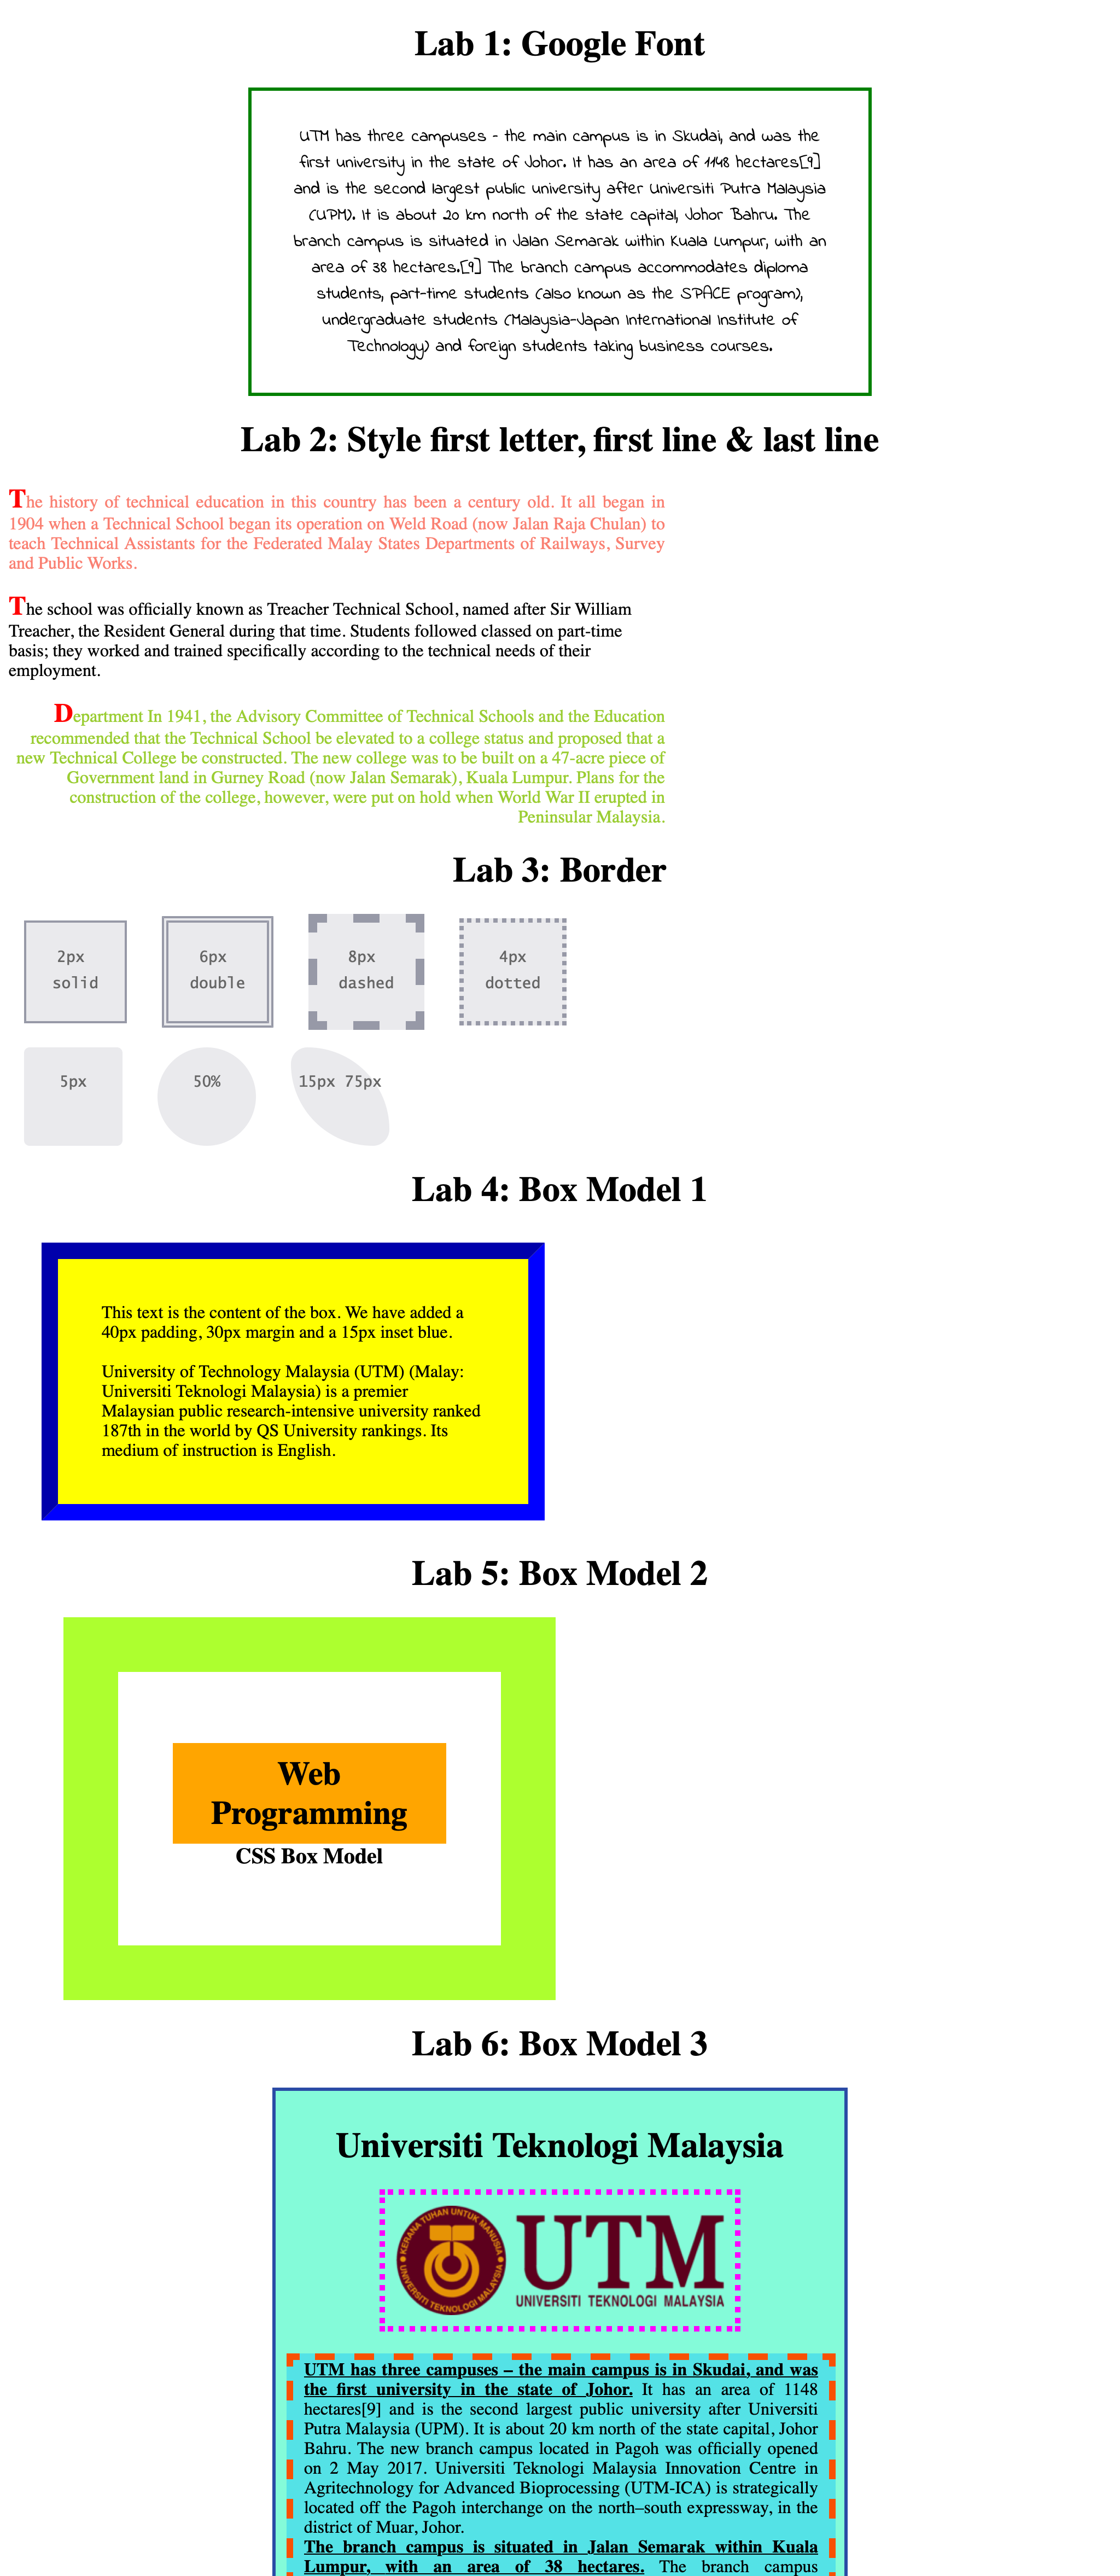 Lab 1: Google Font
UTM has three campuses - the main campus is in Skudai, and was the
first university in the state of Johor. It has an area of 1148 hectares[9]
and is the second largest public university after Universiti Putra Malaysia
(UPM). It is about 20 km north of the state capital, Johor Bahru. The
branch campus is situated in Jalan Semarak within Kuala Lumpur, with an
area of 38 hectares.[9] The branch campus accommodates diploma
students, part-time students (also known as the SPACE program),
undergraduate students (Malaysia-Japan International Institute of
Technology) and foreign students taking business courses.
Lab 2: Style first letter, first line & last line
The history of technical education in this country has been a century old. It all began in
1904 when a Technical School began its operation on Weld Road (now Jalan Raja Chulan) to
teach Technical Assistants for the Federated Malay States Departments of Railways, Survey
and Public Works.
The school was officially known as Treacher Technical School, named after Sir William
Treacher, the Resident General during that time. Students followed classed on part-time
basis; they worked and trained specifically according to the technical needs of their
employment.
Department In 1941, the Advisory Committee of Technical Schools and the Education
recommended that the Technical School be elevated to a college status and proposed that a
new Technical College be constructed. The new college was to be built on a 47-acre piece of
Government land in Gurney Road (now Jalan Semarak), Kuala Lumpur. Plans for the
construction of the college, however, were put on hold when World War II erupted in
Peninsular Malaysia.
Lab 3: Border
2px
solid
6px
double
8px
dashed
4px
dotted
5px
50%
15px 75px
Lab 4: Box Model 1
This text is the content of the box. We have added a
40px padding, 30px margin and a 15px inset blue.
University of Technology Malaysia (UTM) (Malay:
Universiti Teknologi Malaysia) is a premier
Malaysian public research-intensive university ranked
187th in the world by QS University rankings. Its
medium of instruction is English.
Lab 5: Box Model 2
Web
Programming
CSS Box Model
Lab 6: Box Model 3
Universiti Teknologi Malaysia
KERANA TUHAN UNTUK MANUSIA
UNIVERSITI TEKNOLOGI MALAYSIA
UTM
UNIVERSITI TEKNOLOGI MALAYSIA
UTM has three campuses – the main campus is in Skudai, and was
the first university in the state of Johor. It has an area of 1148
hectares[9] and is the second largest public university after Universiti
Putra Malaysia (UPM). It is about 20 km north of the state capital, Johor
Bahru. The new branch campus located in Pagoh was officially opened
on 2 May 2017. Universiti Teknologi Malaysia Innovation Centre in
Agritechnology for Advanced Bioprocessing (UTM-ICA) is strategically
located off the Pagoh interchange on the north–south expressway, in the
district of Muar, Johor.
The branch campus is situated in Jalan Semarak within Kuala
Lumpur, with an area of 38 hectares. The branch campus